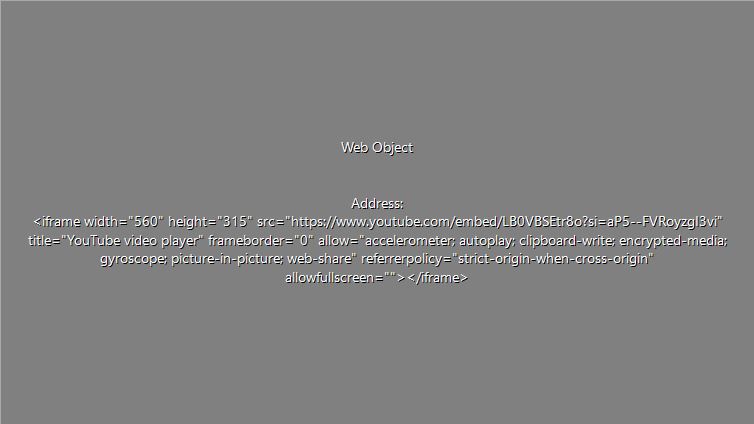 Web Object
Address:
<iframe width="560" height="315" src="https://www.youtube.com/embed/LB0VBSEtr8o?si=aP5--FVRoyzgI3vi"
title="YouTube video player" frameborder="0" allow="accelerometer; autoplay; clipboard-write; encrypted-media;
gyroscope; picture-in-picture; web-share" referrerpolicy="strict-origin-when-cross-origin"
allowfullscreen=""></iframe>